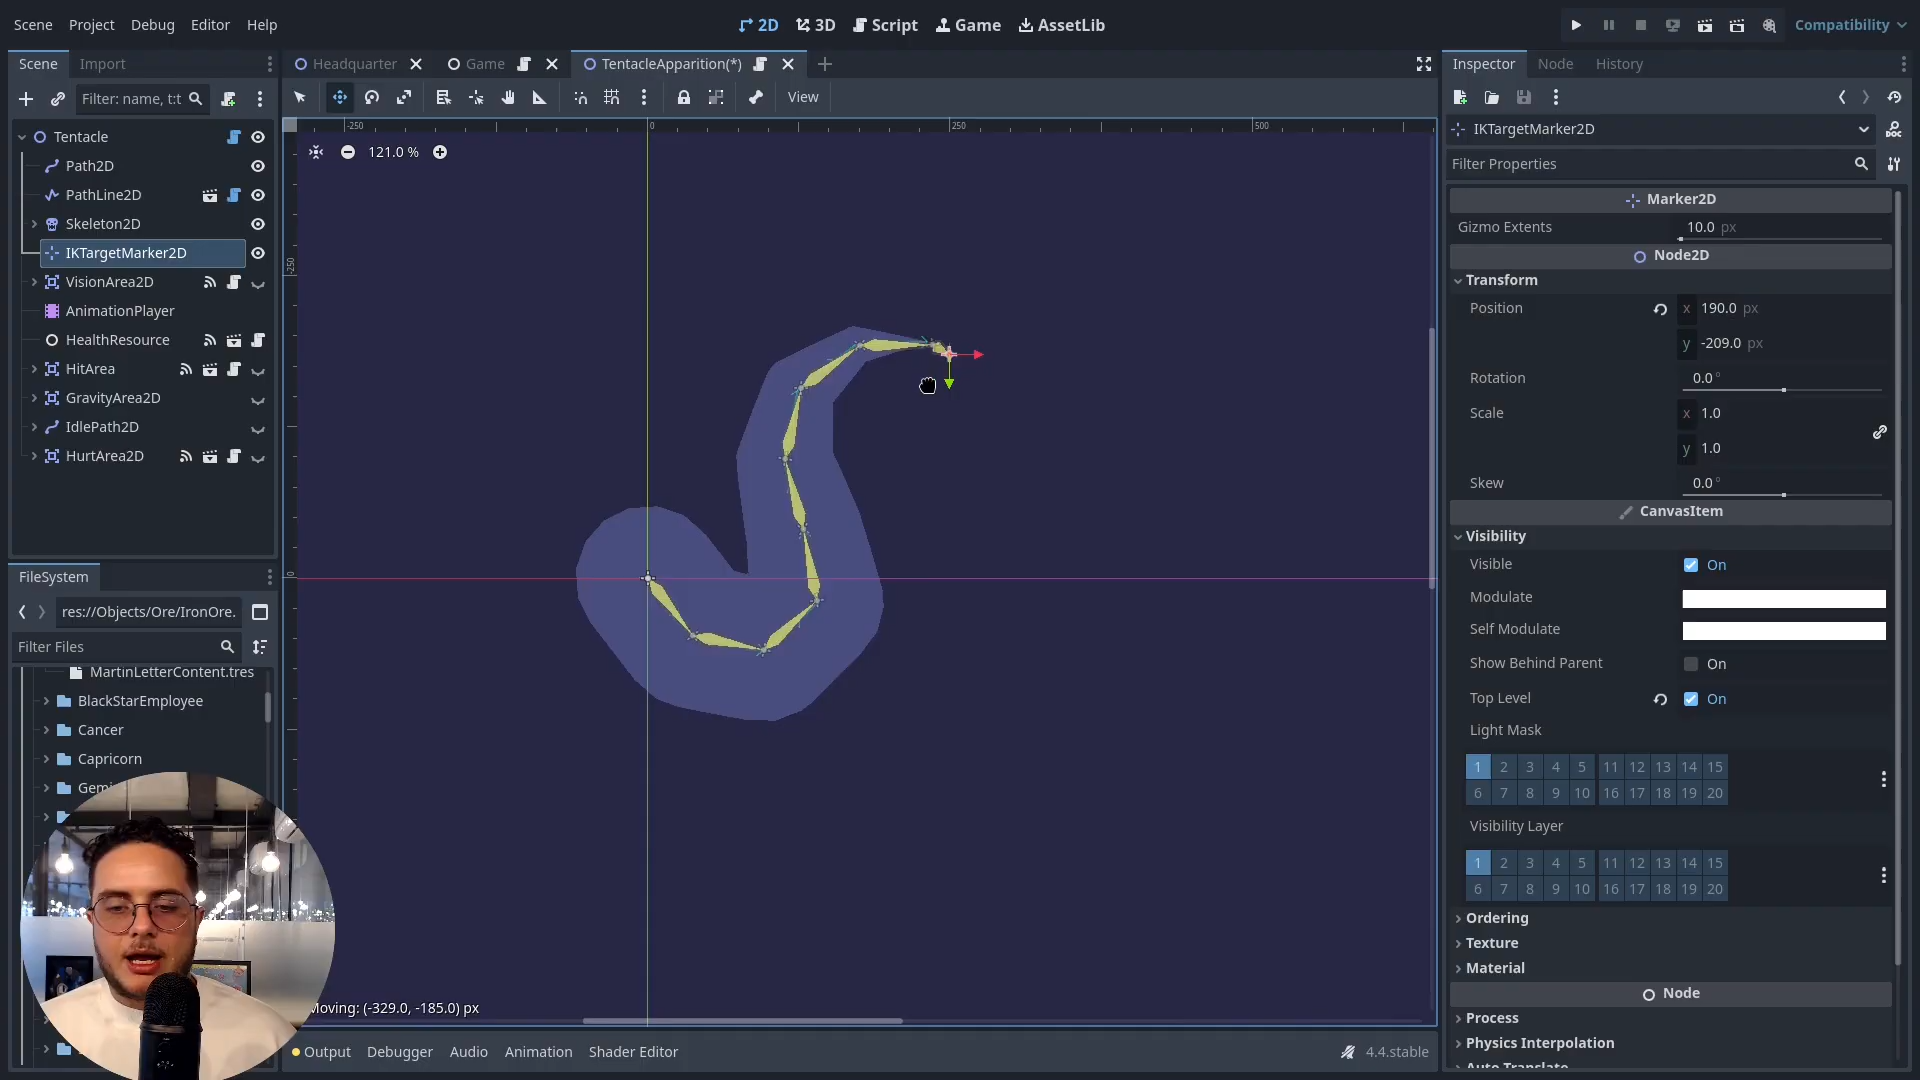 Scene Project Debug Editor Help
2D 3D Script Game AssetLib
Compatibility
Scene Import
Filter: name, t:t
Tentacle
Path2D
PathLine2D
Skeleton2D
IKTargetMarker2D
VisionArea2D
AnimationPlayer
HealthResource
HitArea
GravityArea2D
IdlePath2D
HurtArea2D
FileSystem
res://Objects/Ore/IronOre.
Filter Files
MartinLetterContent.tres
BlackStarEmployee
Cancer
Capricorn
Headquarter Game TentacleApparition(*)
View
-250 0 250 500
121.0 %
-250
0
Moving: (-329.0, -185.0) px
Output Debugger Audio Animation Shader Editor
4.4.stable
Inspector Node History
IKTargetMarker2D
Filter Properties
Marker2D
Gizmo Extents 10.0 px
Node2D
Transform
Position x 190.0 px
y -209.0 px
Rotation 0.0 °
Scale x 1.0
y 1.0
Skew 0.0 °
CanvasItem
Visibility
Visible On
Modulate
Self Modulate
Show Behind Parent On
Top Level On
Light Mask
1 2 3 4 5 11 12 13 14 15
6 7 8 9 10 16 17 18 19 20
Visibility Layer
1 2 3 4 5 11 12 13 14 15
6 7 8 9 10 16 17 18 19 20
Ordering
Texture
Material
Node
Process
Physics Interpolation
Auto Translate